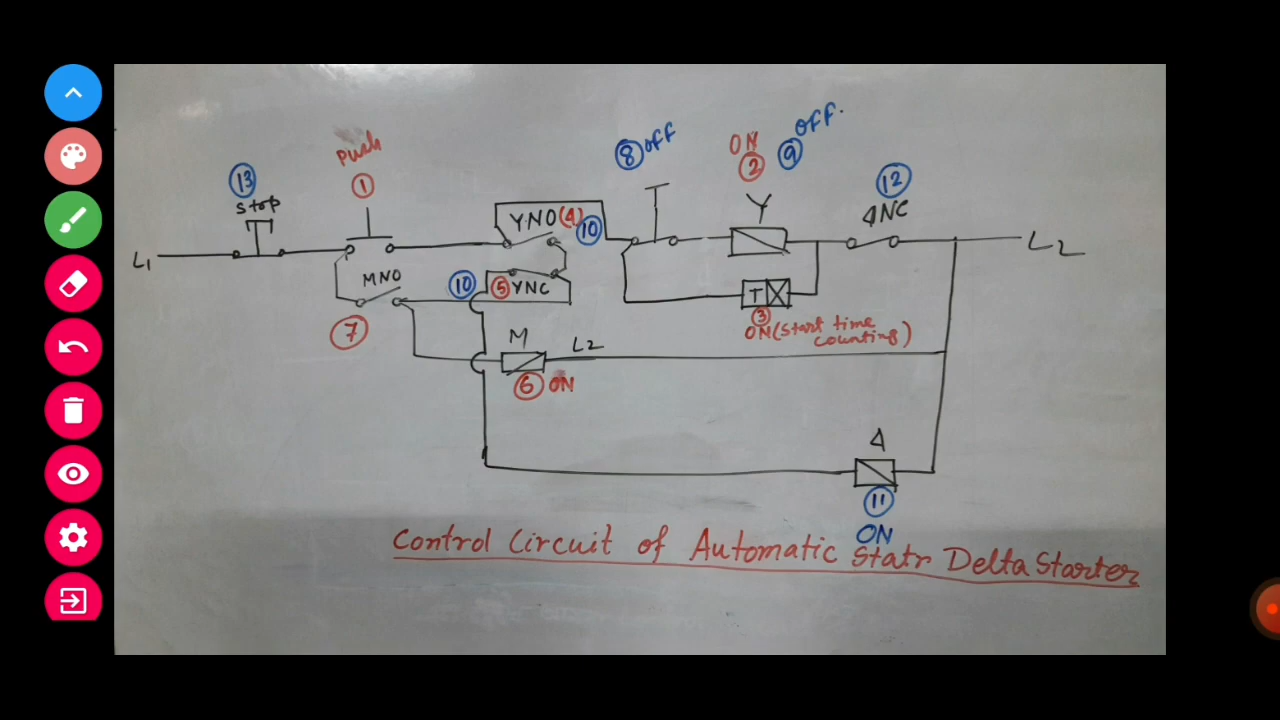 8 off
ON off.
2 9
Push
1
13
Stop
12
ΔNC
Y
YNO (4) 10
L1
L2
MNO
10 5 YNC
T
3
ON (Start time
counting)
7
M L2
6 ON
Δ
11
ON
Control Circuit of Automatic Statr Delta Starter